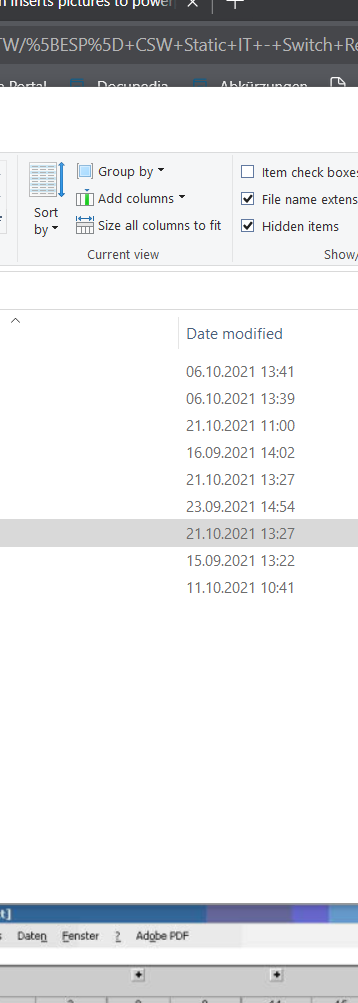 inserts pictures to power
TW/%5BESP%5D+CSW+Static+IT+-+Switch+Re
Portal Docupedia Abkürzungen
Group by
Item check boxes
Sort by
Add columns
File name extens
Size all columns to fit
Hidden items
Current view
Show/
Date modified
06.10.2021 13:41
06.10.2021 13:39
21.10.2021 11:00
16.09.2021 14:02
21.10.2021 13:27
23.09.2021 14:54
21.10.2021 13:27
15.09.2021 13:22
11.10.2021 10:41
t]
s Daten Fenster ? Adobe PDF